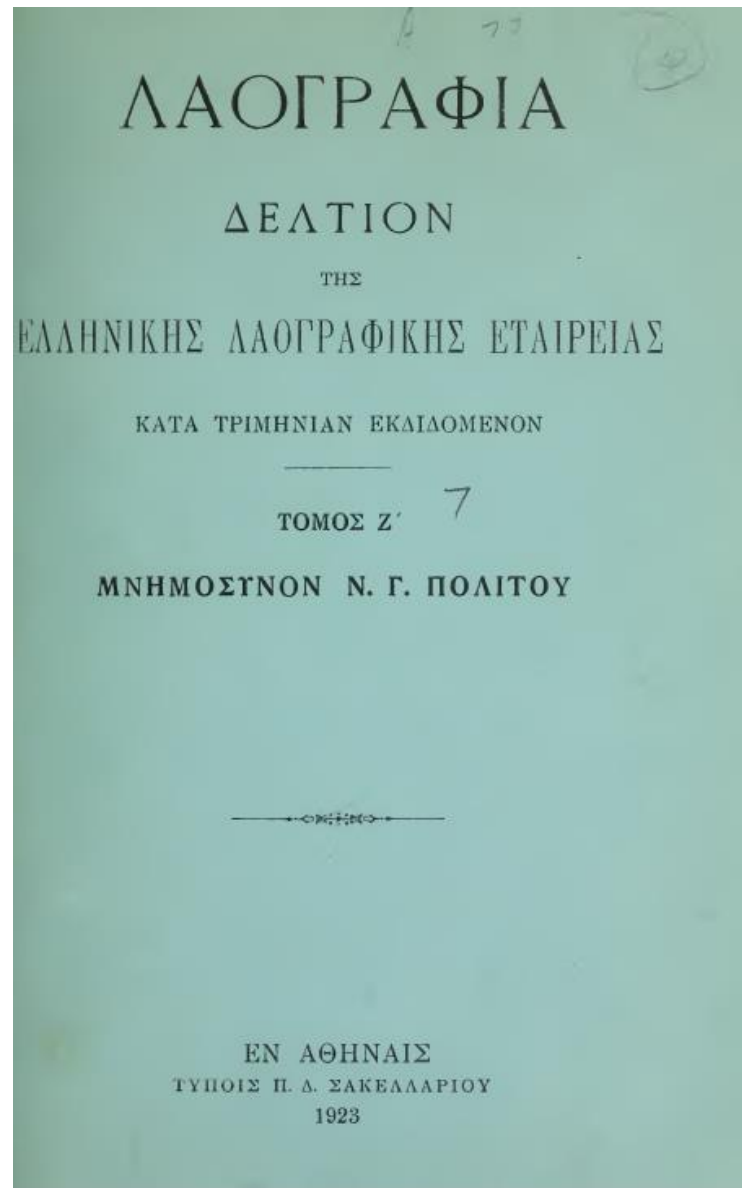 ΛΑΟΓΡΑΦΙΑ
ΔΕΛΤΙΟΝ
ΤΗΣ
ΕΛΛΗΝΙΚΗΣ ΛΑΟΓΡΑΦΙΚΗΣ ΕΤΑΙΡΕΙΑΣ
ΚΑΤΑ ΤΡΙΜΗΝΙΑΝ ΕΚΔΙΔΟΜΕΝΟΝ
ΤΟΜΟΣ Ζ΄ 7
ΜΝΗΜΟΣΥΝΟΝ Ν. Γ. ΠΟΛΙΤΟΥ
ΕΝ ΑΘΗΝΑΙΣ
ΤΥΠΟΙΣ Π. Δ. ΣΑΚΕΛΛΑΡΙΟΥ
1923